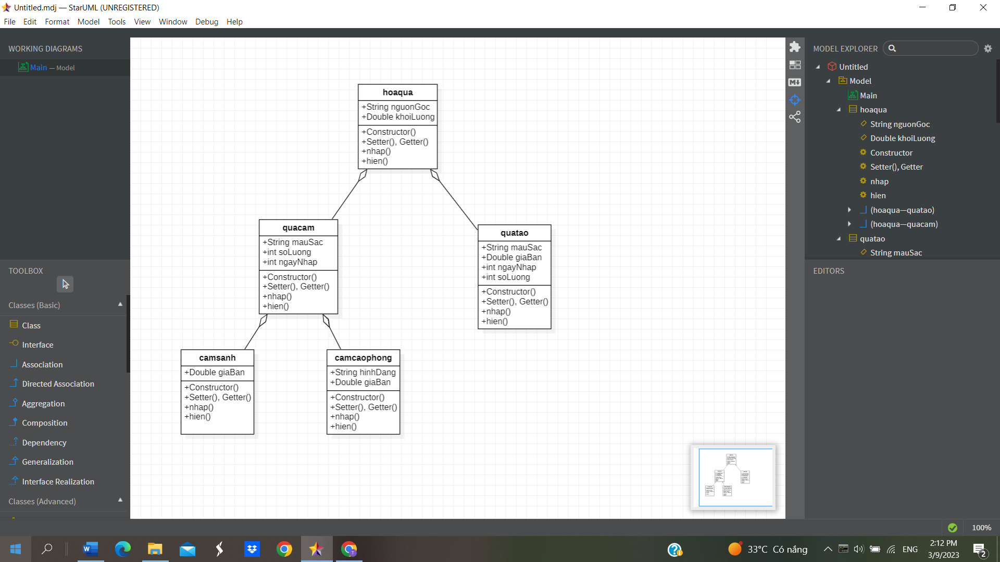 Untitled.mdj — StarUML (UNREGISTERED)
File Edit Format Model Tools View Window Debug Help
WORKING DIAGRAMS
Main — Model
TOOLBOX
Classes (Basic)
Class
Interface
Association
Directed Association
Aggregation
Composition
Dependency
Generalization
Interface Realization
Classes (Advanced)
hoaqua
+String nguonGoc
+Double khoiLuong
+Constructor()
+Setter(), Getter()
+nhap()
+hien()
quacam
+String mauSac
+int soLuong
+int ngayNhap
+Constructor()
+Setter(), Getter()
+nhap()
+hien()
quatao
+String mauSac
+Double giaBan
+int ngayNhap
+int soLuong
+Constructor()
+Setter(), Getter()
+nhap()
+hien()
camsanh
+Double giaBan
+Constructor()
+Setter(), Getter()
+nhap()
+hien()
camcaophong
+String hinhDang
+Double giaBan
+Constructor()
+Setter(), Getter()
+nhap()
+hien()
MODEL EXPLORER
Untitled
Model
Main
hoaqua
String nguonGoc
Double khoiLuong
Constructor
Setter(), Getter
nhap
hien
(hoaqua—quatao)
(hoaqua—quacam)
quatao
String mauSac
EDITORS
100%
33°C Có nắng
ENG
2:12 PM
3/9/2023
2